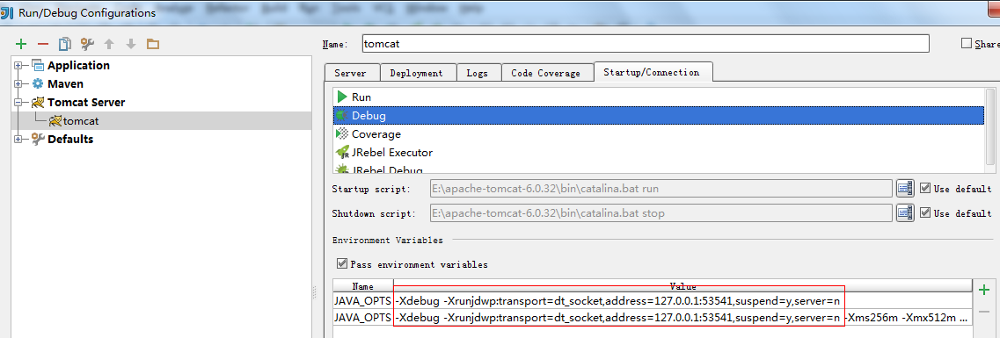 Run/Debug Configurations
Name: tomcat
Share
Application
Maven
Tomcat Server
tomcat
Defaults
Server Deployment Logs Code Coverage Startup/Connection
Run
Debug
Coverage
JRebel Executor
JRebel Debug
Startup script: E:\apache-tomcat-6.0.32\bin\catalina.bat run Use default
Shutdown script: E:\apache-tomcat-6.0.32\bin\catalina.bat stop Use default
Environment Variables
Pass environment variables
Name Value
JAVA_OPTS -Xdebug -Xrunjdwp:transport=dt_socket,address=127.0.0.1:53541,suspend=y,server=n
JAVA_OPTS -Xdebug -Xrunjdwp:transport=dt_socket,address=127.0.0.1:53541,suspend=y,server=n -Xms256m -Xmx512m ...